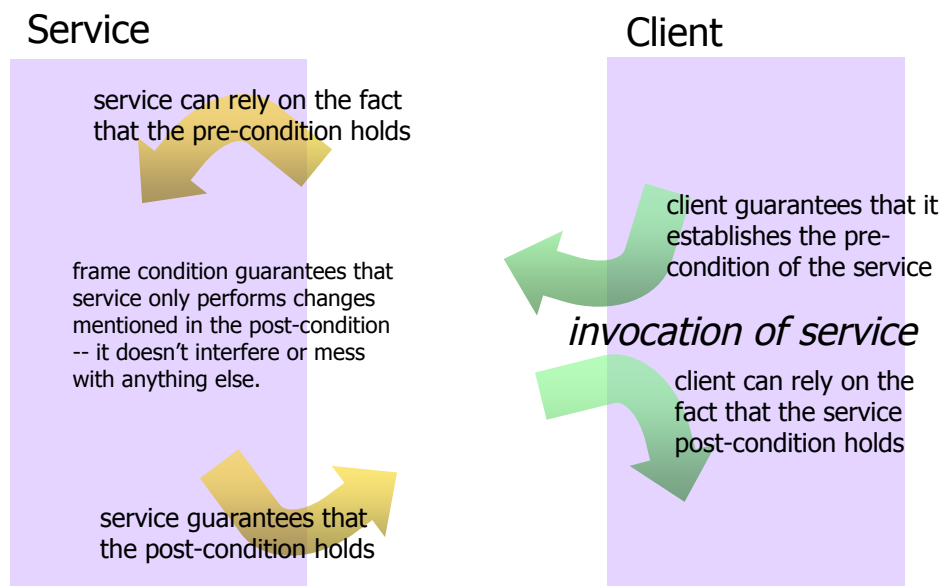 Service
Client
service can rely on the fact
that the pre-condition holds
client guarantees that it
establishes the pre-
condition of the service
frame condition guarantees that
service only performs changes
mentioned in the post-condition
-- it doesn't interfere or mess
with anything else.
invocation of service
client can rely on the
fact that the service
post-condition holds
service guarantees that
the post-condition holds